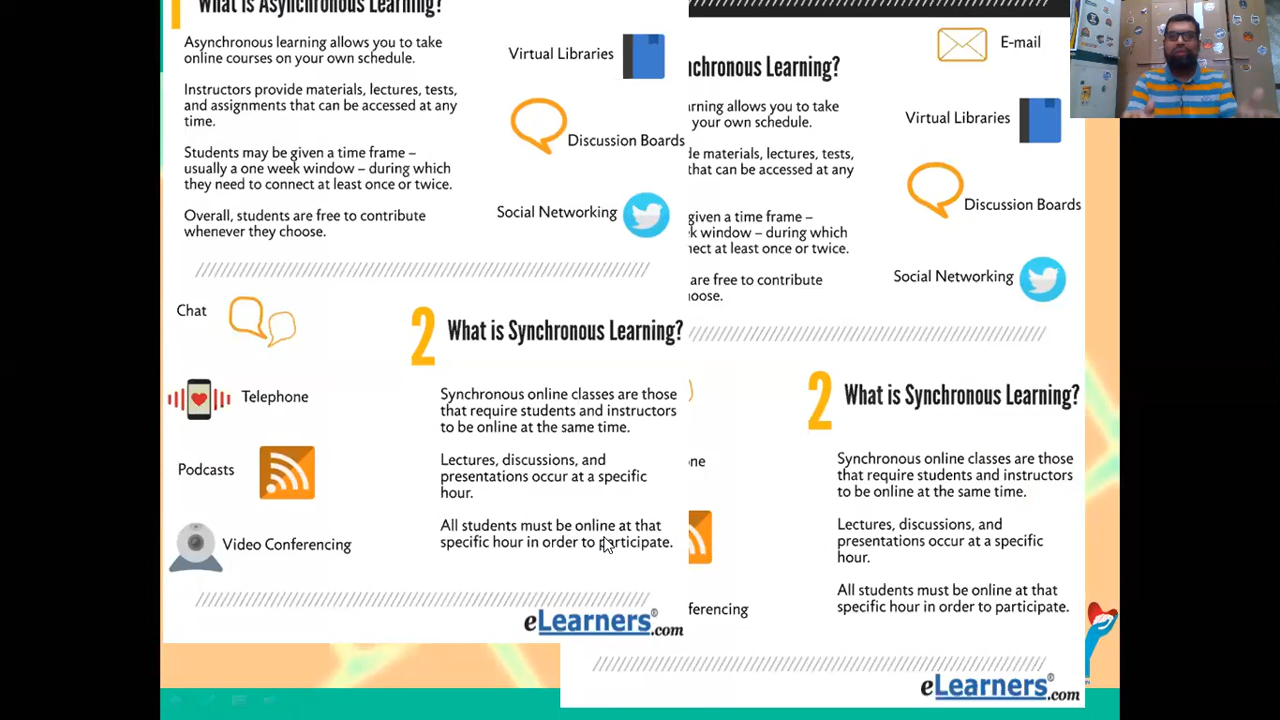 What is Asynchronous Learning?
Asynchronous learning allows you to take
online courses on your own schedule.
Instructors provide materials, lectures, tests,
and assignments that can be accessed at any
time.
Students may be given a time frame –
usually a one week window – during which
they need to connect at least once or twice.
Overall, students are free to contribute
whenever they choose.
Virtual Libraries
Discussion Boards
Social Networking
Chat
Telephone
Podcasts
Video Conferencing
2
What is Synchronous Learning?
Synchronous online classes are those
that require students and instructors
to be online at the same time.
Lectures, discussions, and
presentations occur at a specific
hour.
All students must be online at that
specific hour in order to participate.
eLearners®.com
E-mail
nchronous Learning?
rning allows you to take
your own schedule.
de materials, lectures, tests,
that can be accessed at any
given a time frame –
k window – during which
nect at least once or twice.
are free to contribute
oose.
Virtual Libraries
Discussion Boards
Social Networking
one
ferencing
2
What is Synchronous Learning?
Synchronous online classes are those
that require students and instructors
to be online at the same time.
Lectures, discussions, and
presentations occur at a specific
hour.
All students must be online at that
specific hour in order to participate.
eLearners®.com